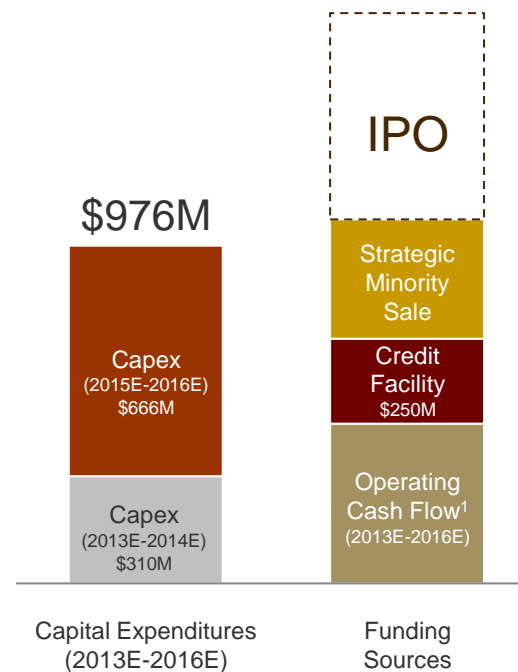 $976M
Capex
(2015E-2016E)
$666M
Capex
(2013E-2014E)
$310M
Capital Expenditures
(2013E-2016E)
IPO
Strategic
Minority
Sale
Credit
Facility
$250M
Operating
Cash Flow¹
(2013E-2016E)
Funding
Sources